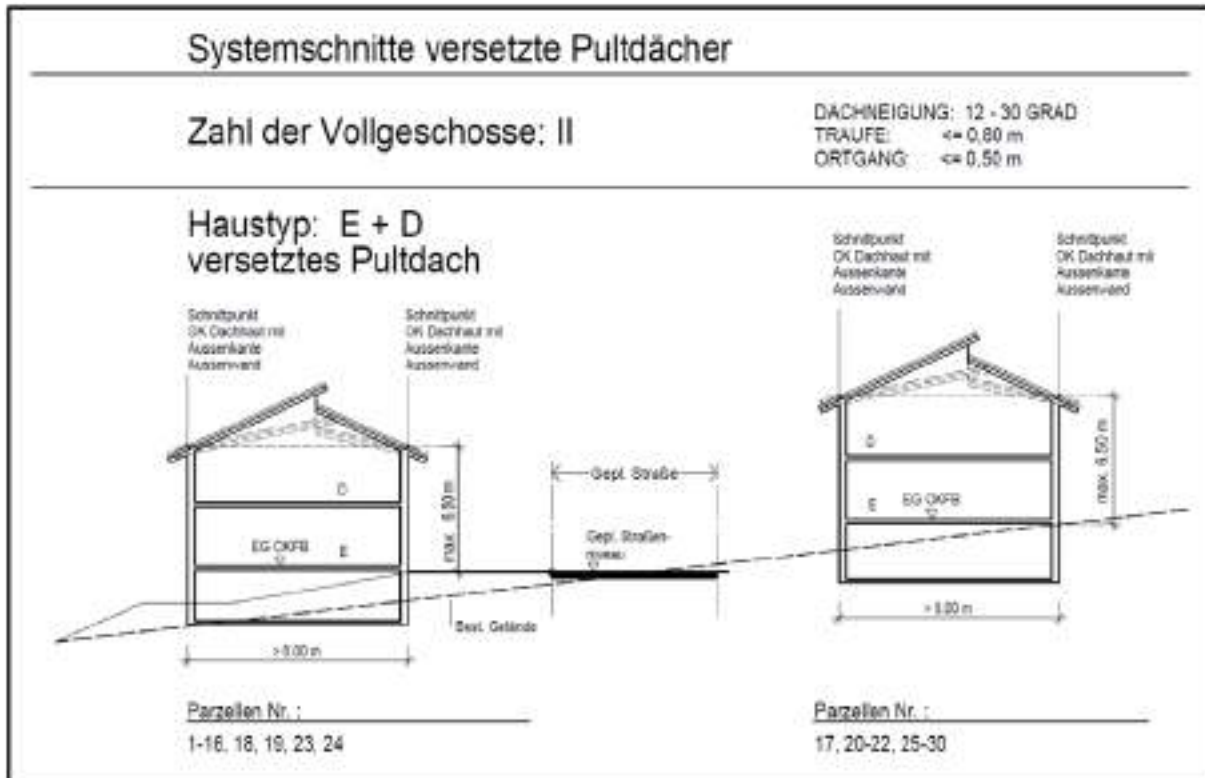 Systemschnitte versetzte Pultdächer
Zahl der Vollgeschosse: II
DACHNEIGUNG: 12 - 30 GRAD
TRAUFE: <= 0,80 m
ORTGANG: <= 0,50 m
Haustyp: E + D
versetztes Pultdach
Schnittpunkt
OK Dachhaut mit
Aussenkante
Aussenwand
Schnittpunkt
OK Dachhaut mit
Aussenkante
Aussenwand
Schnittpunkt
OK Dachhaut mit
Aussenkante
Aussenwand
Schnittpunkt
OK Dachhaut mit
Aussenkante
Aussenwand
D
EG OKFB
E
max. 6,50 m
Gepl. Straße
Gepl. Straßen-
niveau
Best. Gelände
D
E
EG OKFB
max. 6,50 m
Parzellen Nr. :
1-16, 18, 19, 23, 24
Parzellen Nr. :
17, 20-22, 25-30